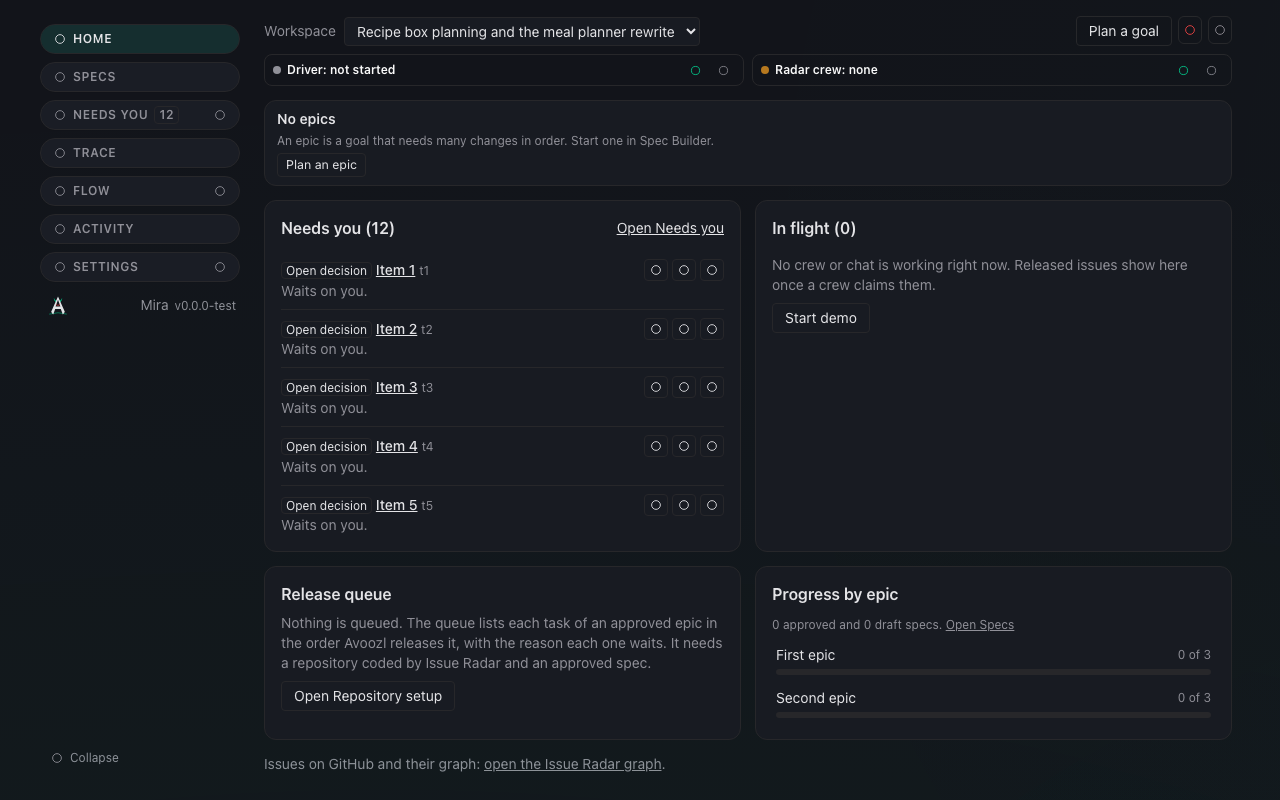 HOME
SPECS
NEEDS YOU 12
TRACE
FLOW
ACTIVITY
SETTINGS
Mira v0.0.0-test
Collapse
Workspace Recipe box planning and the meal planner rewrite
Plan a goal
Driver: not started
Radar crew: none
No epics
An epic is a goal that needs many changes in order. Start one in Spec Builder.
Plan an epic
Needs you (12) Open Needs you
Open decision Item 1 t1
Waits on you.
Open decision Item 2 t2
Waits on you.
Open decision Item 3 t3
Waits on you.
Open decision Item 4 t4
Waits on you.
Open decision Item 5 t5
Waits on you.
In flight (0)
No crew or chat is working right now. Released issues show here
once a crew claims them.
Start demo
Release queue
Nothing is queued. The queue lists each task of an approved epic in
the order Avoozl releases it, with the reason each one waits. It needs
a repository coded by Issue Radar and an approved spec.
Open Repository setup
Progress by epic
0 approved and 0 draft specs. Open Specs
First epic 0 of 3
Second epic 0 of 3
Issues on GitHub and their graph: open the Issue Radar graph.